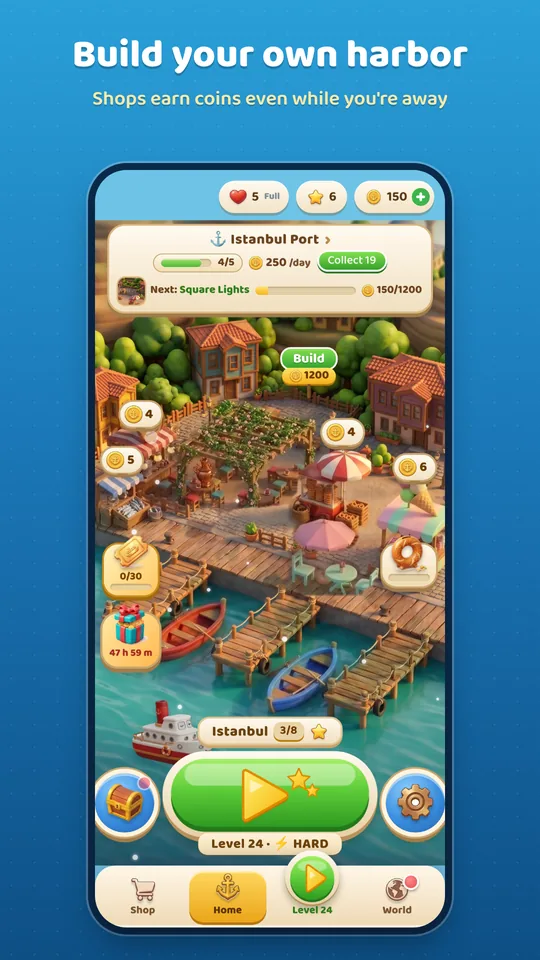 Build your own harbor
Shops earn coins even while you're away
5 Full
6
150
Istanbul Port ›
4/5
250 /day
Collect 19
Next: Square Lights
150/1200
Build
1200
4
4
5
6
0/30
47 h 59 m
Istanbul 3/8
Level 24 · ⚡ HARD
Shop
Home
Level 24
World